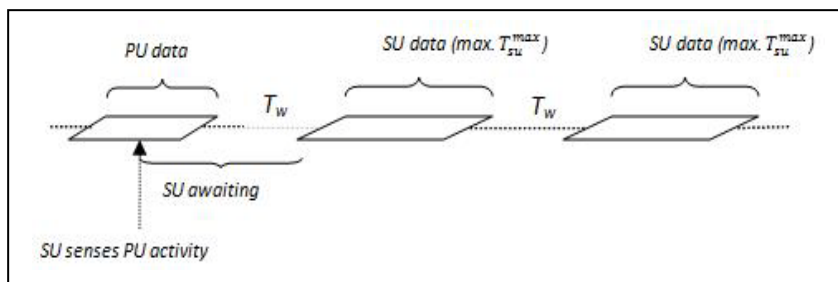 PU data
SU data (max. T_su^max)
SU data (max. T_su^max)
T_w
T_w
SU awaiting
SU senses PU activity